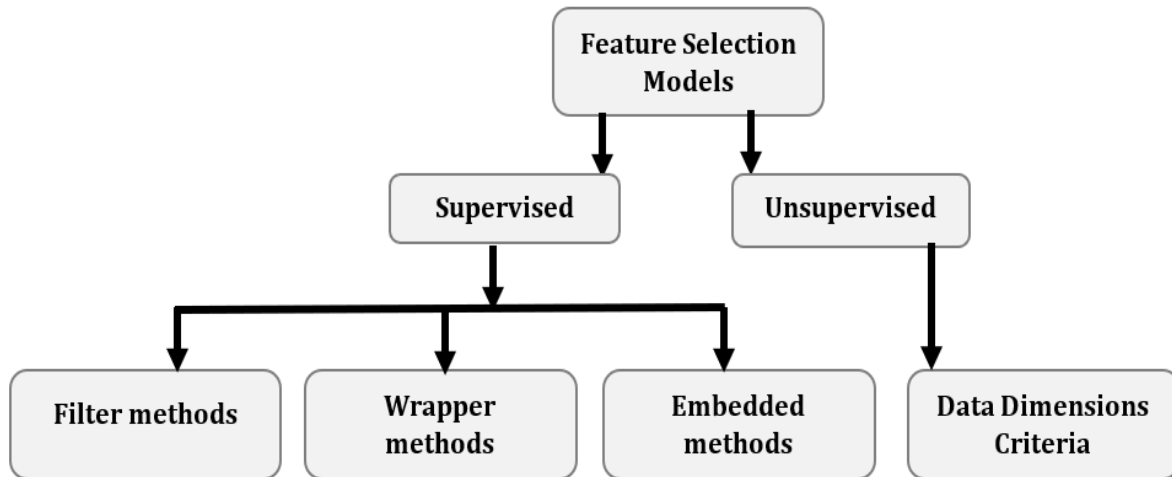 Feature Selection
Models
Supervised
Unsupervised
Filter methods
Wrapper
methods
Embedded
methods
Data Dimensions
Criteria